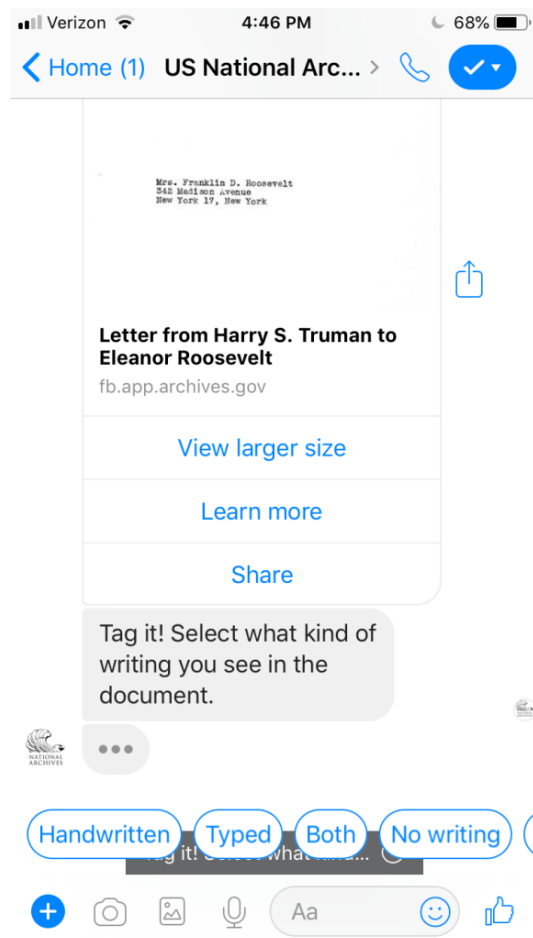 Verizon 4:46 PM 68%
Home (1) US National Arc...
Mrs. Franklin D. Roosevelt
342 Madison Avenue
New York 17, New York
Letter from Harry S. Truman to
Eleanor Roosevelt
fb.app.archives.gov
View larger size
Learn more
Share
Tag it! Select what kind of
writing you see in the
document.
NATIONAL
ARCHIVES
Handwritten Typed Both No writing
Aa